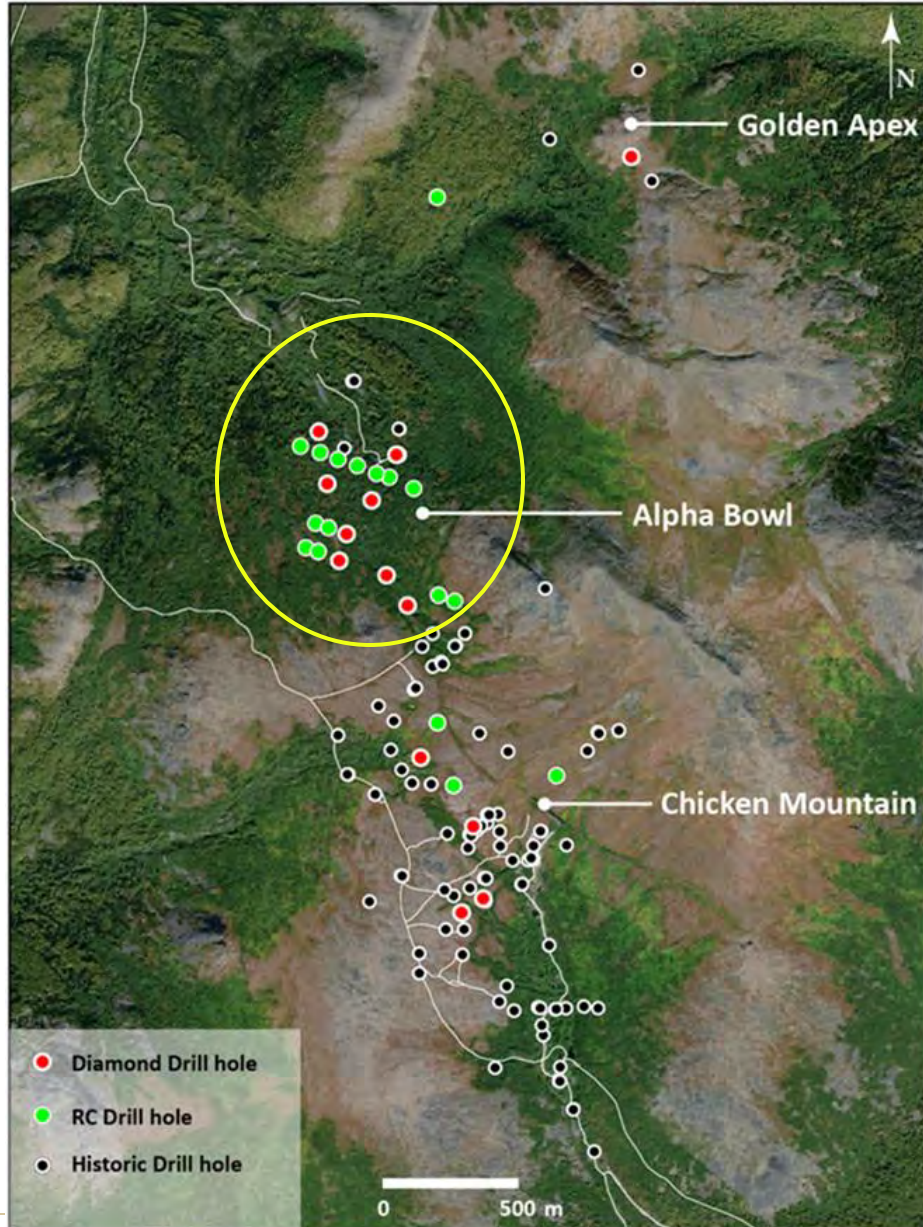 N
Golden Apex
Alpha Bowl
Chicken Mountain
Diamond Drill hole
RC Drill hole
Historic Drill hole
0 500 m